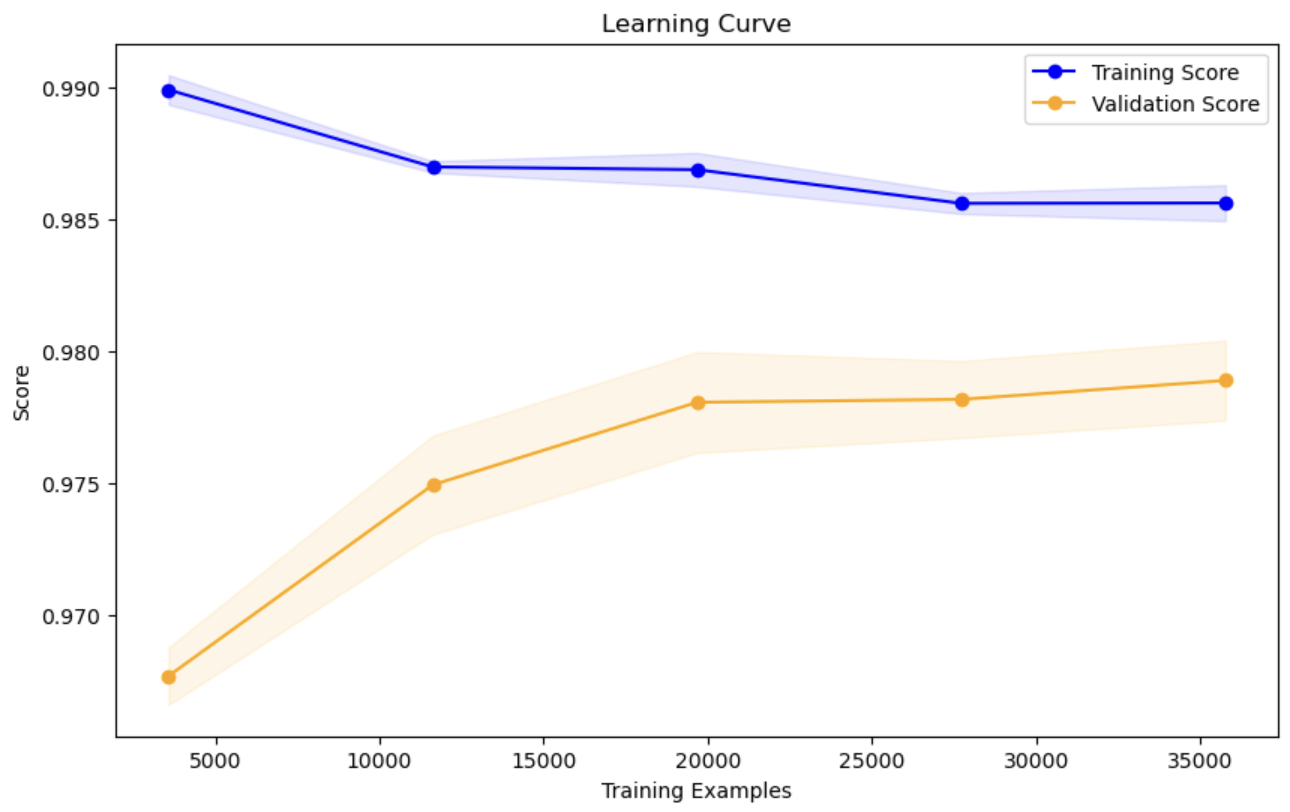 Learning Curve
Training Score
Validation Score
0.990
0.985
0.980
0.975
0.970
Score
5000 10000 15000 20000 25000 30000 35000
Training Examples